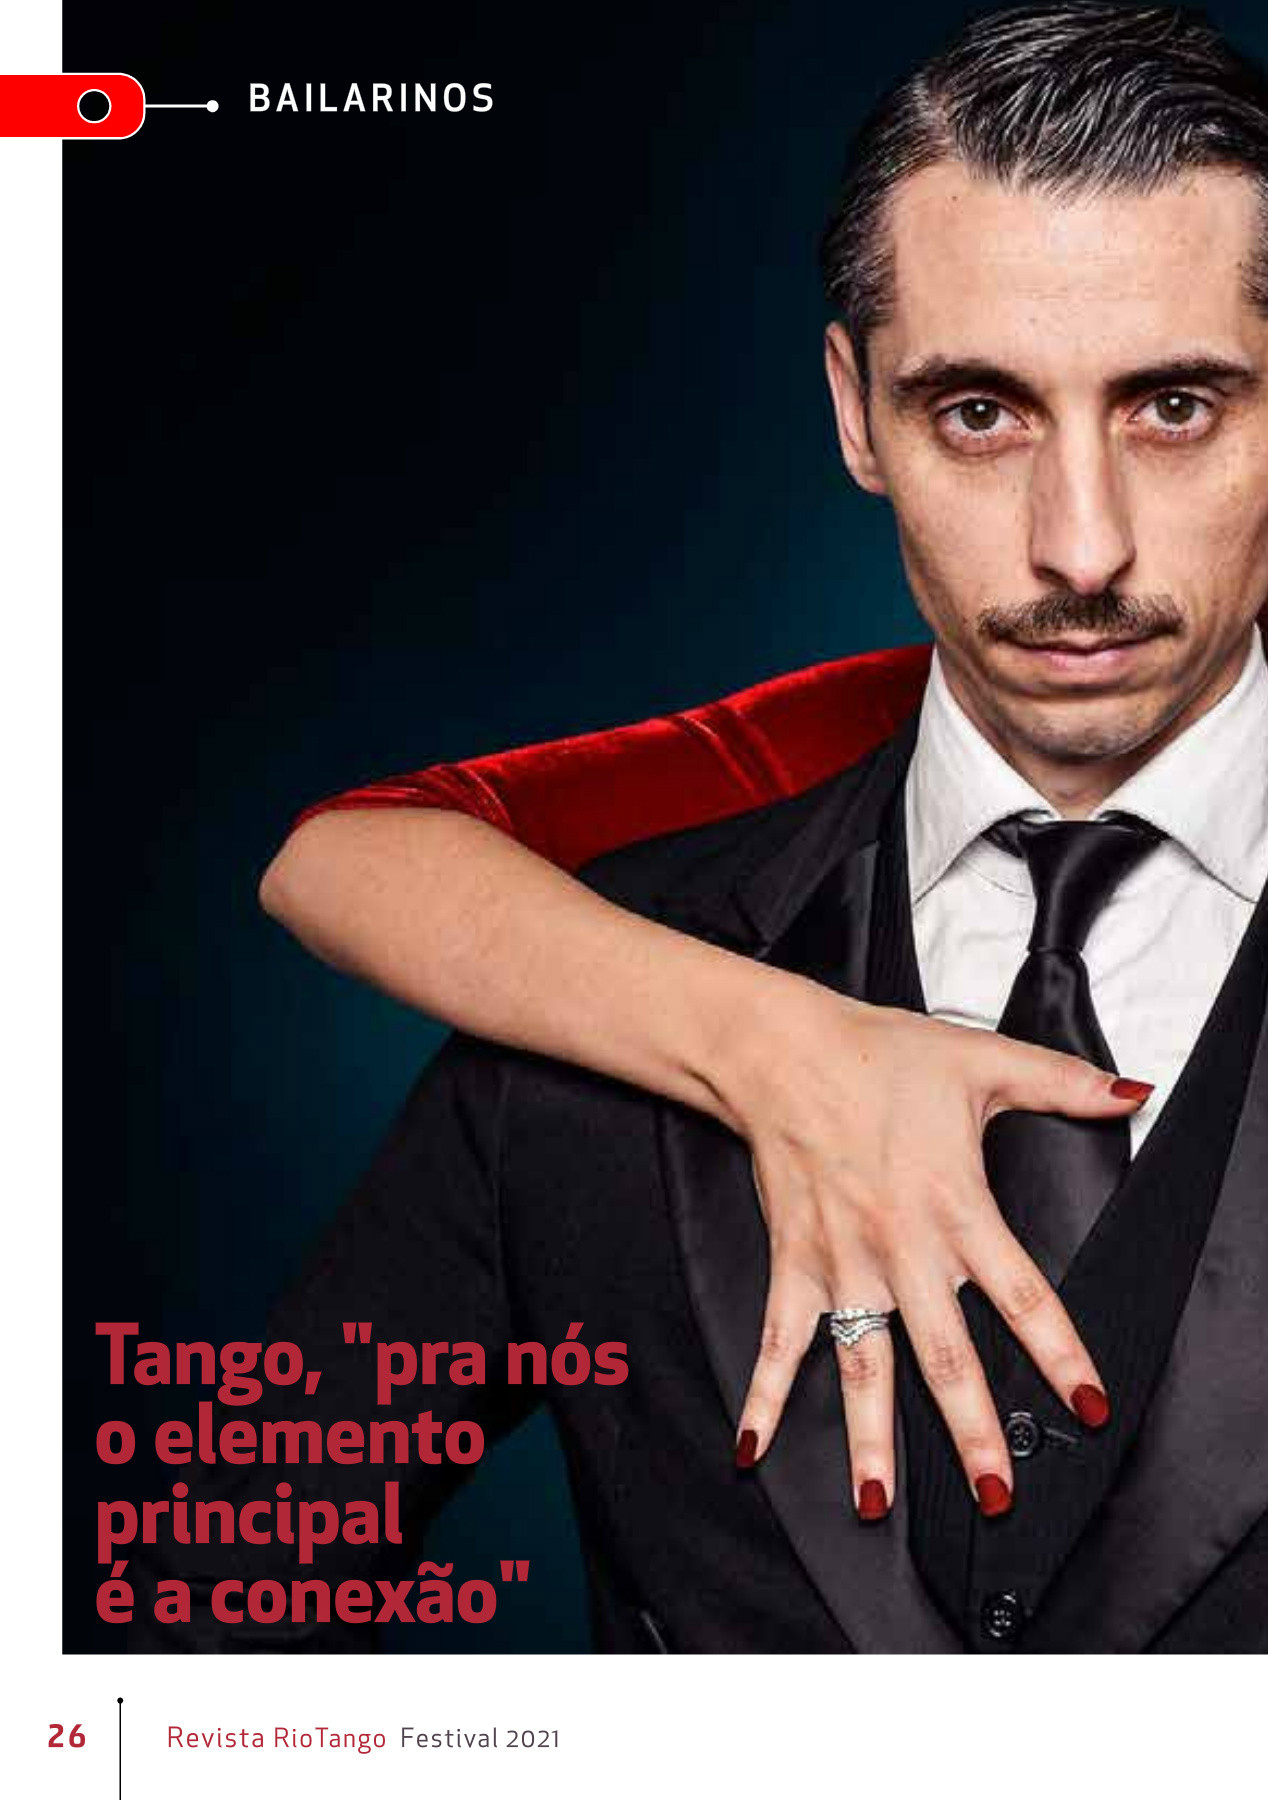 BAILARINOS
Tango, "pra nós
o elemento
principal
é a conexão"
26
Revista RioTango Festival 2021